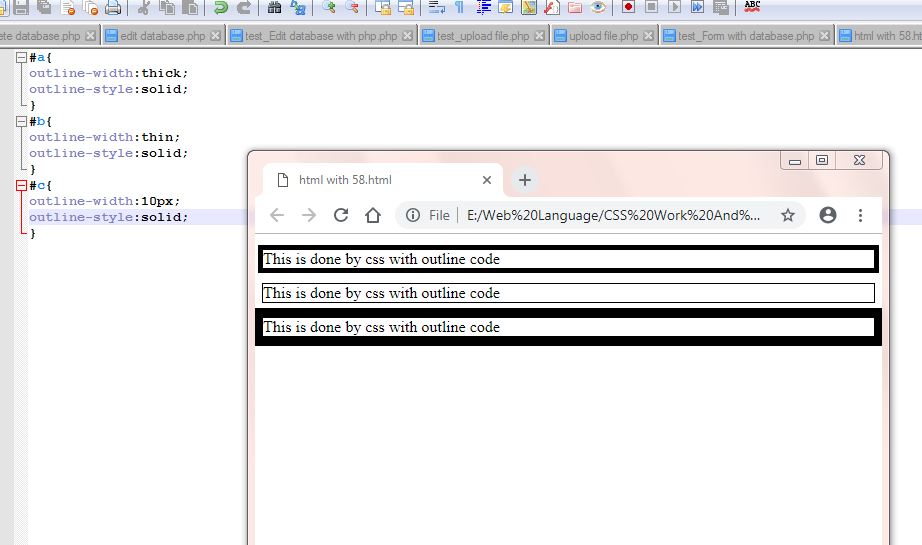 ABC
ete database.php
edit database.php
test_Edit database with php.php
test_upload file.php
upload file.php
test_Form with database.php
html with 58.ht
#a{
outline-width:thick;
outline-style:solid;
}
#b{
outline-width:thin;
outline-style:solid;
}
#c{
outline-width:10px;
outline-style:solid;
}
html with 58.html
File | E:/Web%20Language/CSS%20Work%20And%...
This is done by css with outline code
This is done by css with outline code
This is done by css with outline code